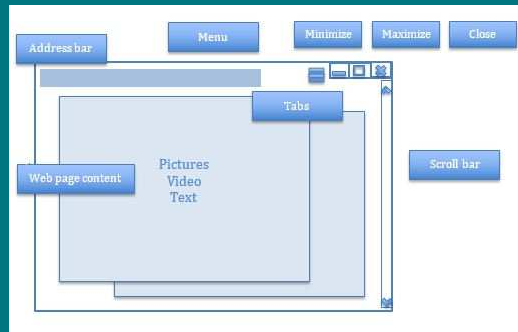 Address bar
Menu
Minimize
Maximize
Close
Tabs
Web page content
Pictures
Video
Text
Scroll bar